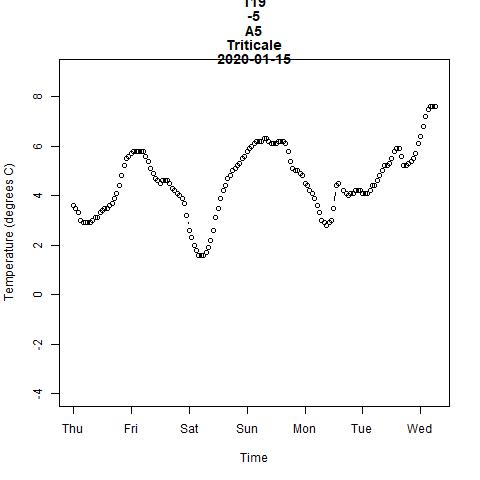 T19
-5
A5
Triticale
2020-01-15
8
6
4
2
0
-2
-4
Temperature (degrees C)
Thu Fri Sat Sun Mon Tue Wed
Time